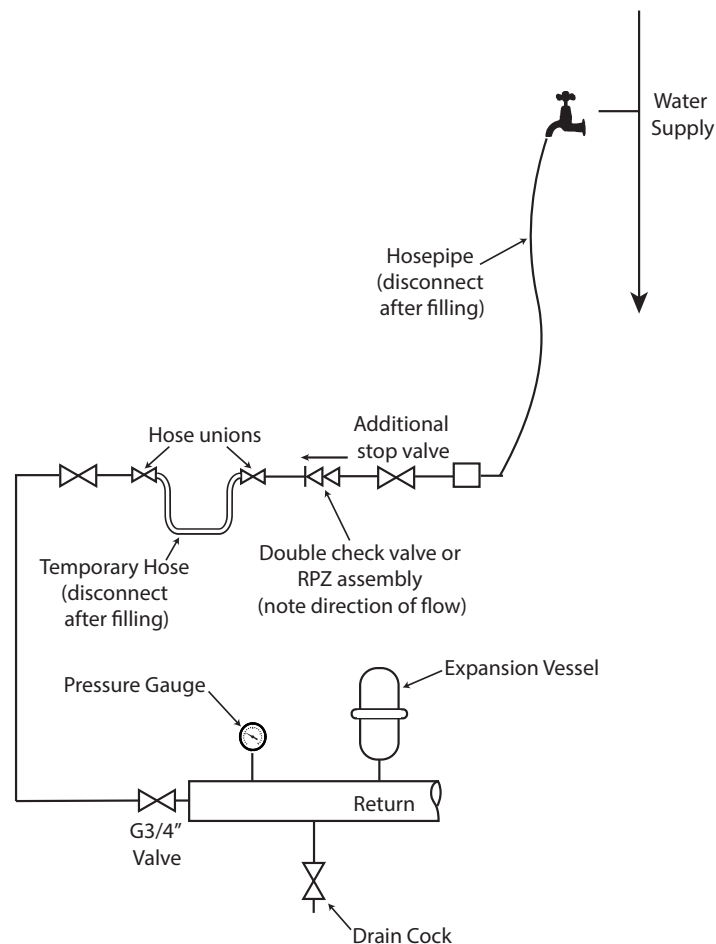 Water
Supply
Hosepipe
(disconnect
after filling)
Additional
stop valve
Hose unions
Double check valve or
RPZ assembly
(note direction of flow)
Temporary Hose
(disconnect
after filling)
Expansion Vessel
Pressure Gauge
Return
G3/4”
Valve
Drain Cock